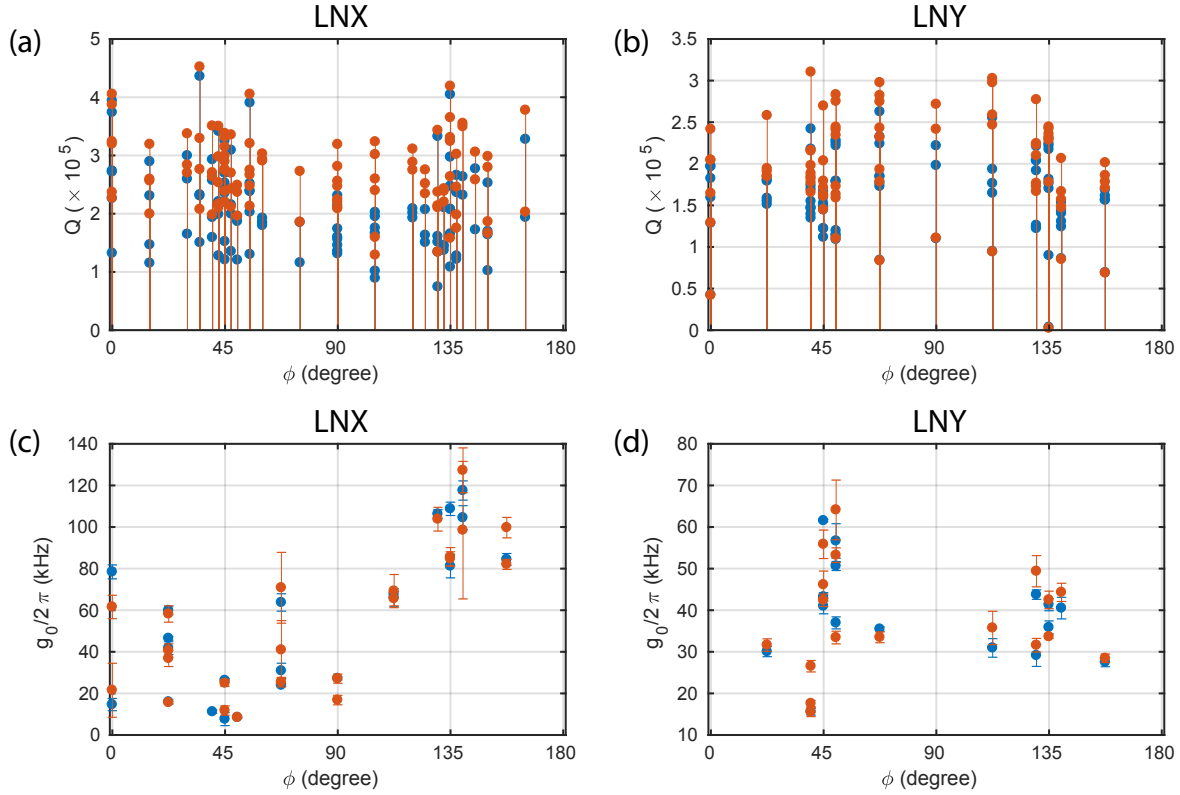 LNX
(a)
5
4
3
2
1
0
Q ( × 10⁵ )
0 45 90 135 180
ϕ (degree)
LNY
(b)
3.5
3
2.5
2
1.5
1
0.5
0
Q ( × 10⁵ )
0 45 90 135 180
ϕ (degree)
LNX
(c)
140
120
100
80
60
40
20
0
g₀/2 π (kHz)
0 45 90 135 180
ϕ (degree)
LNY
(d)
80
70
60
50
40
30
20
10
g₀/2 π (kHz)
0 45 90 135 180
ϕ (degree)